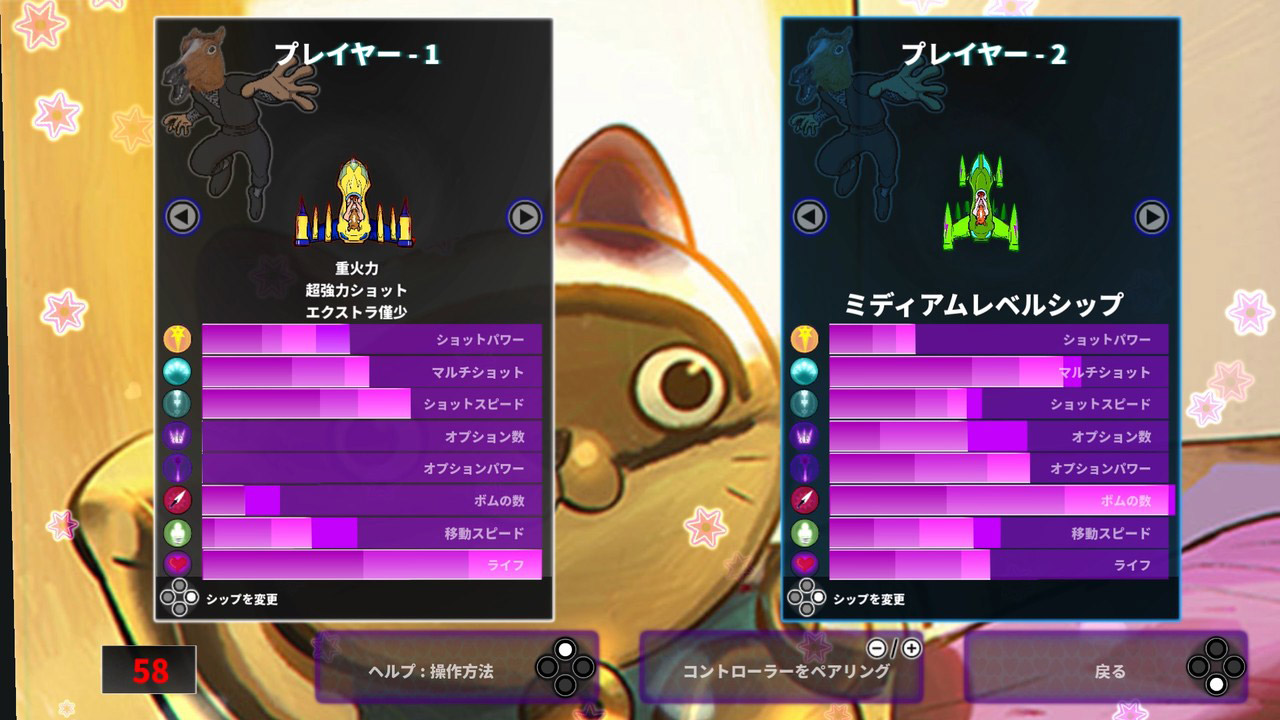 プレイヤー - 1
重火力
超強力ショット
エクストラ僅少
ショットパワー
マルチショット
ショットスピード
オプション数
オプションパワー
ボムの数
移動スピード
ライフ
シップを変更
プレイヤー - 2
ミディアムレベルシップ
ショットパワー
マルチショット
ショットスピード
オプション数
オプションパワー
ボムの数
移動スピード
ライフ
シップを変更
58
ヘルプ : 操作方法
コントローラーをペアリング
戻る